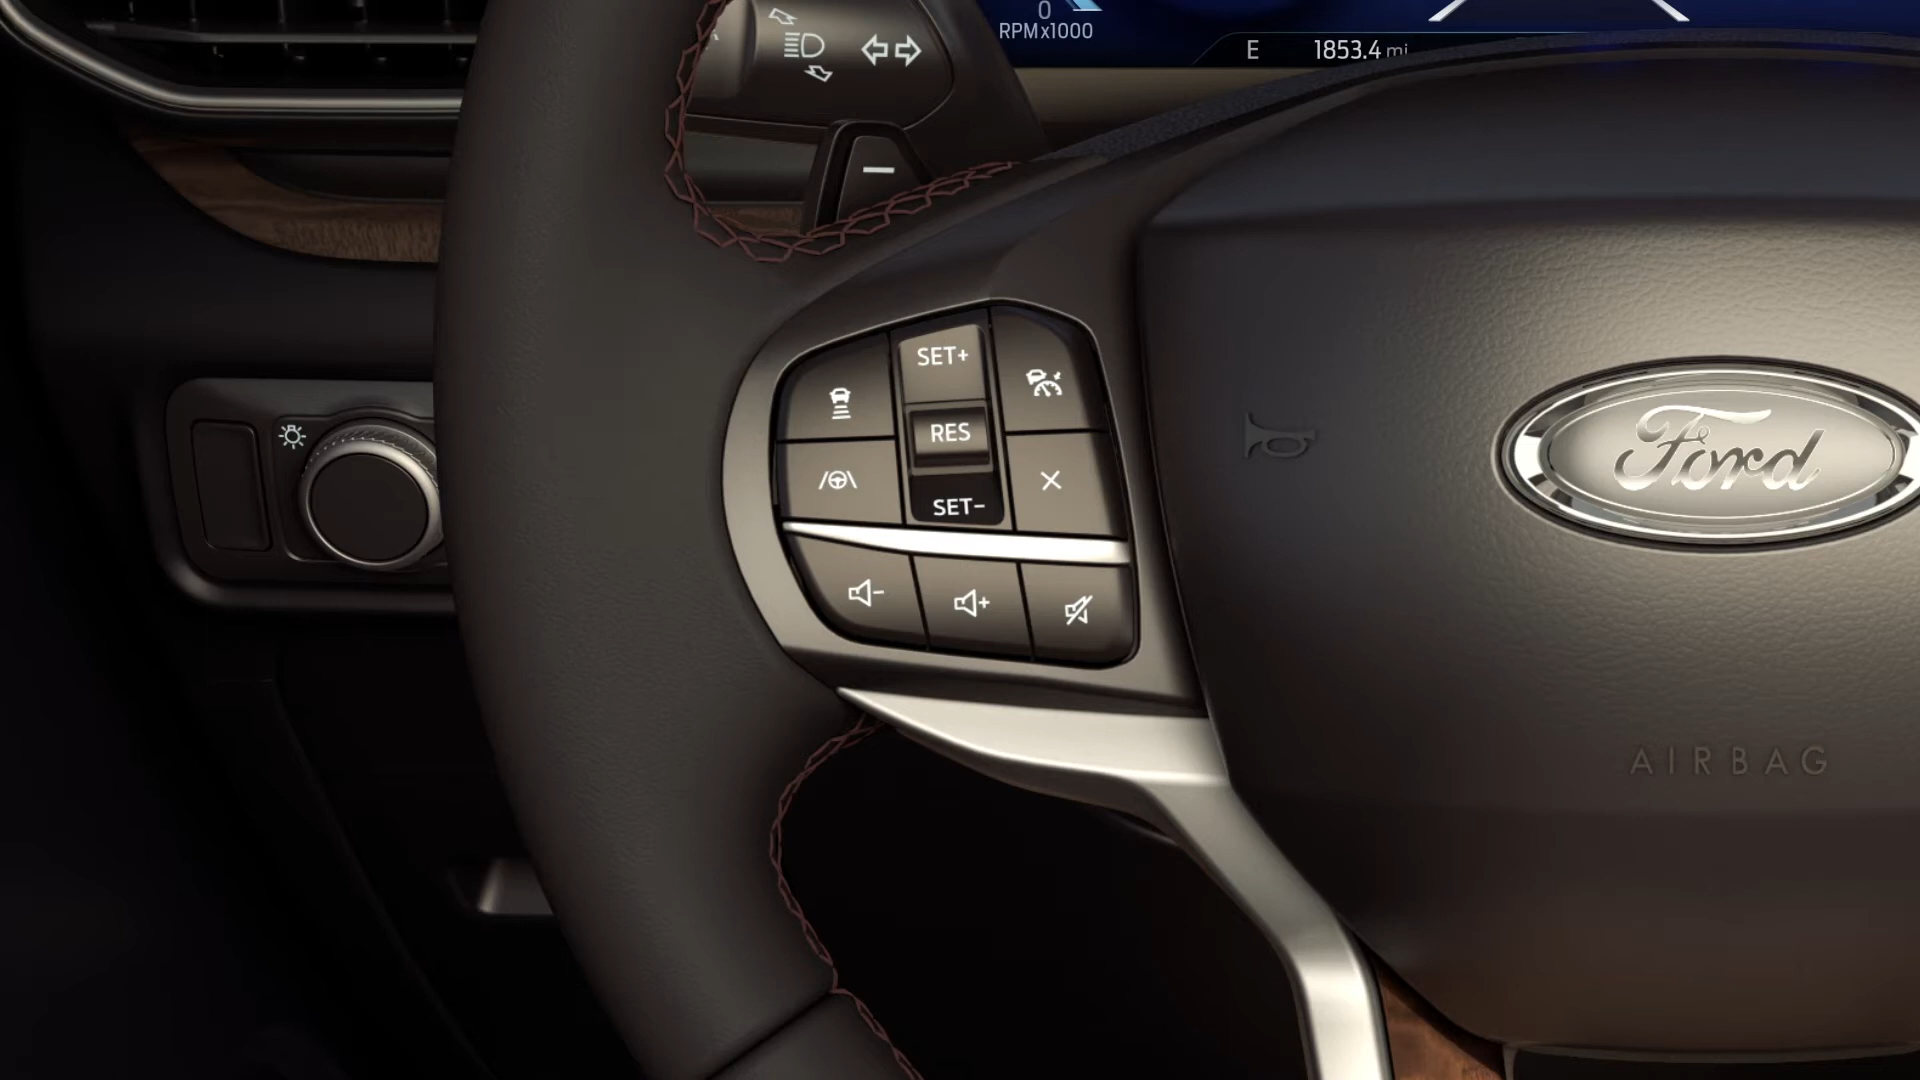 0
RPMx1000
E 1853.4 mi
SET+
RES
SET-
Ford
AIRBAG